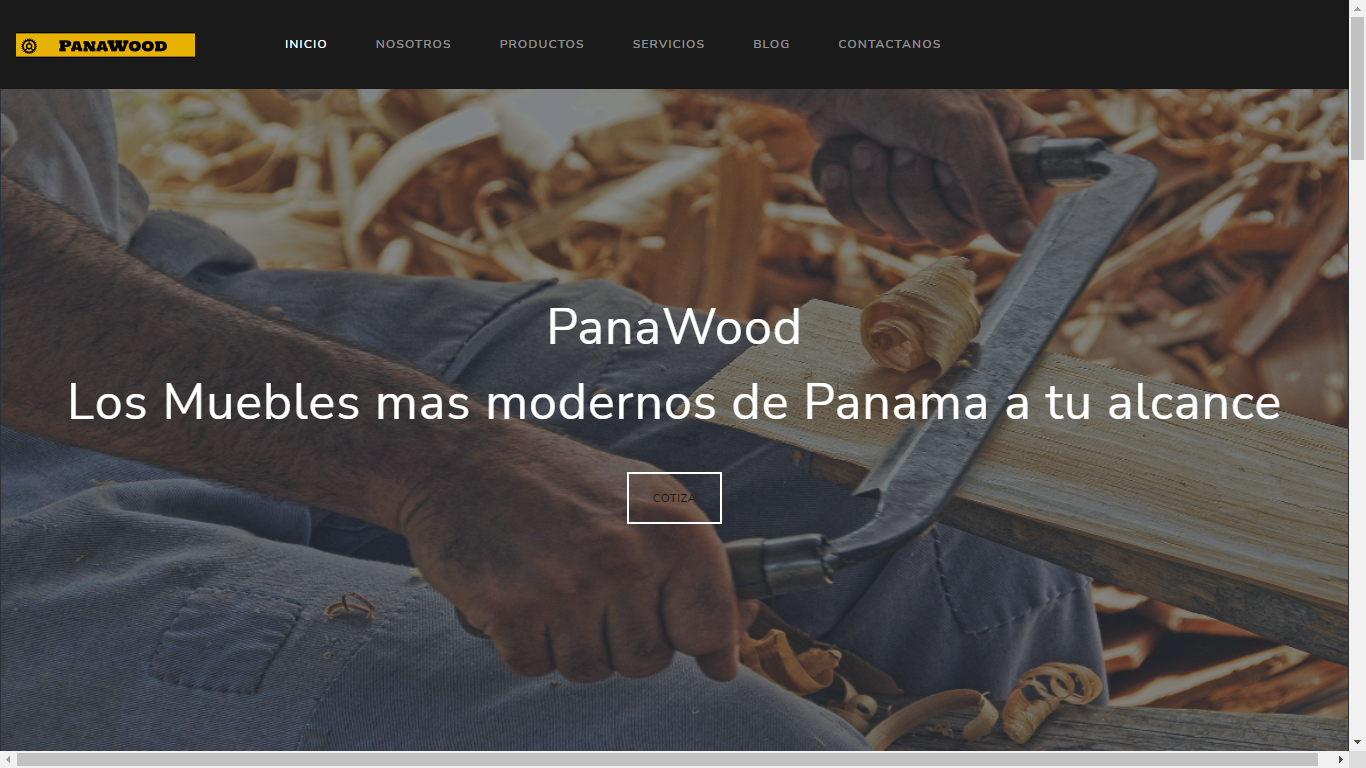 PANAWOOD
INICIO
NOSOTROS
PRODUCTOS
SERVICIOS
BLOG
CONTACTANOS
PanaWood
Los Muebles mas modernos de Panama a tu alcance
COTIZA